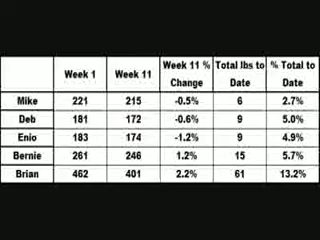 Week 1 Week 11 Week 11 % Change Total lbs to Date % Total to Date
Mike 221 215 -0.5% 6 2.7%
Deb 181 172 -0.6% 9 5.0%
Enio 183 174 -1.2% 9 4.9%
Bernie 261 246 1.2% 15 5.7%
Brian 462 401 2.2% 61 13.2%